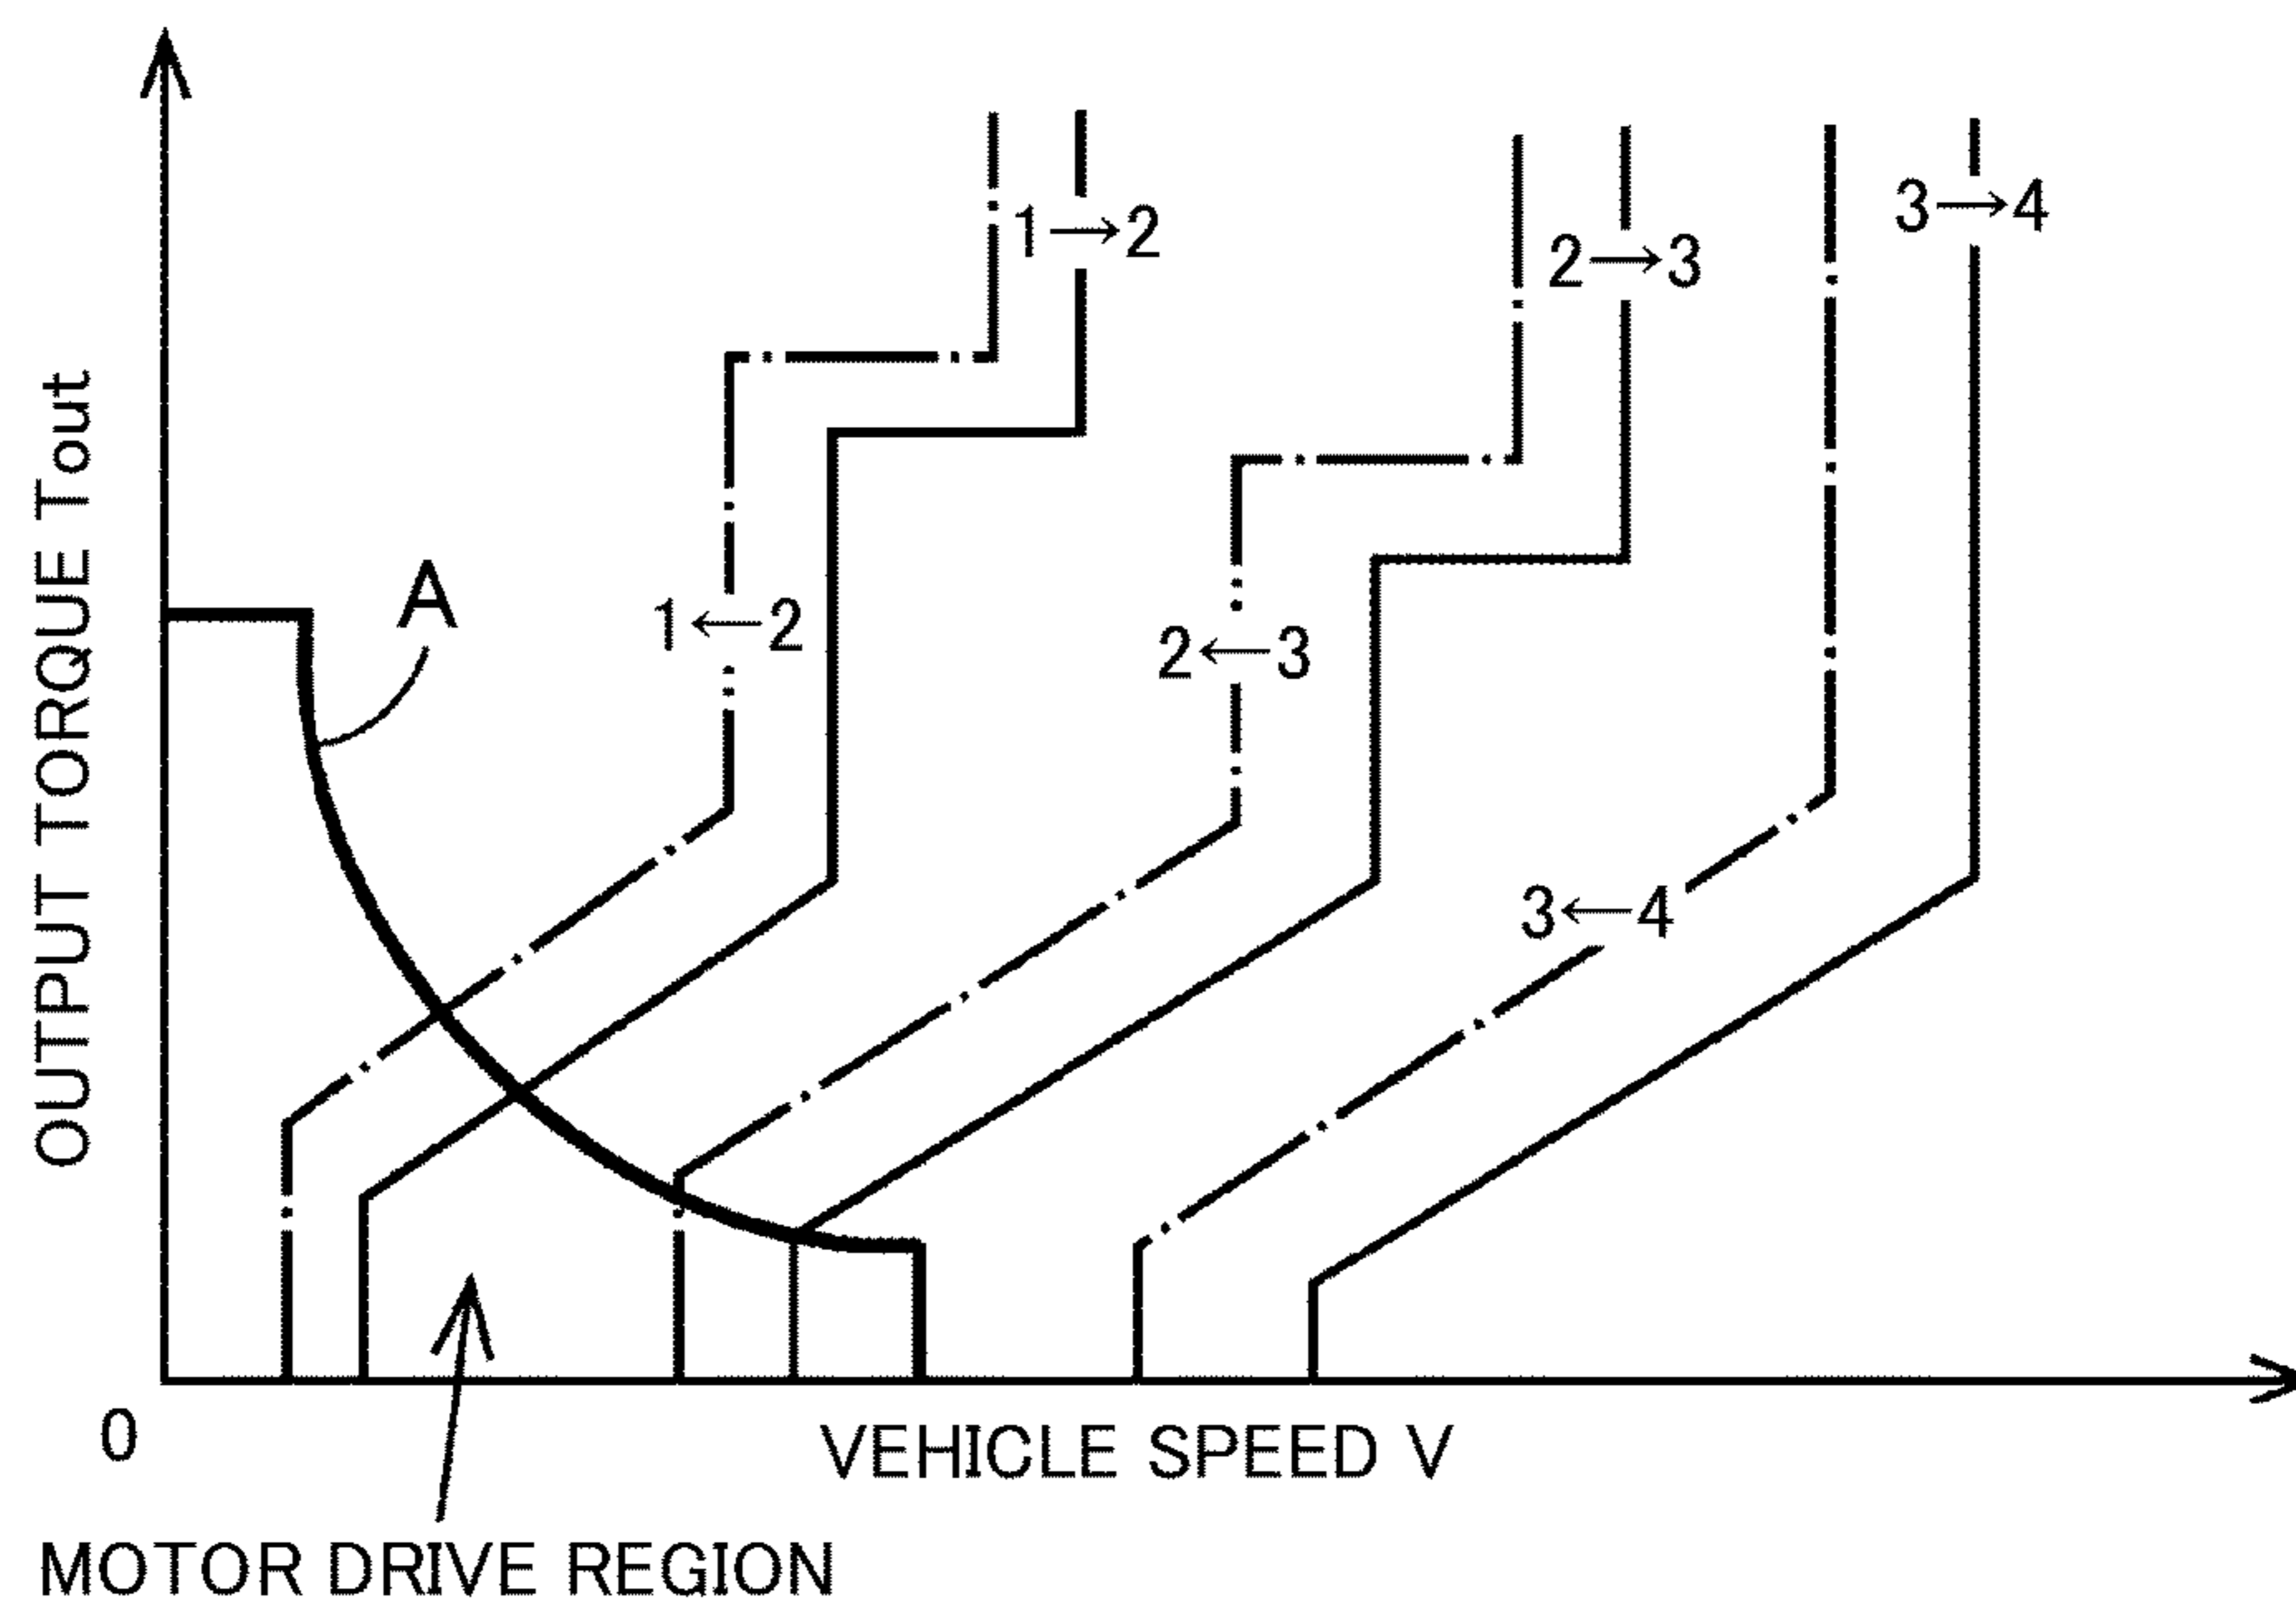 1→2
2→3
3→4
1←2
2←3
3←4
A
OUTPUT TORQUE Tout
0
VEHICLE SPEED V
MOTOR DRIVE REGION